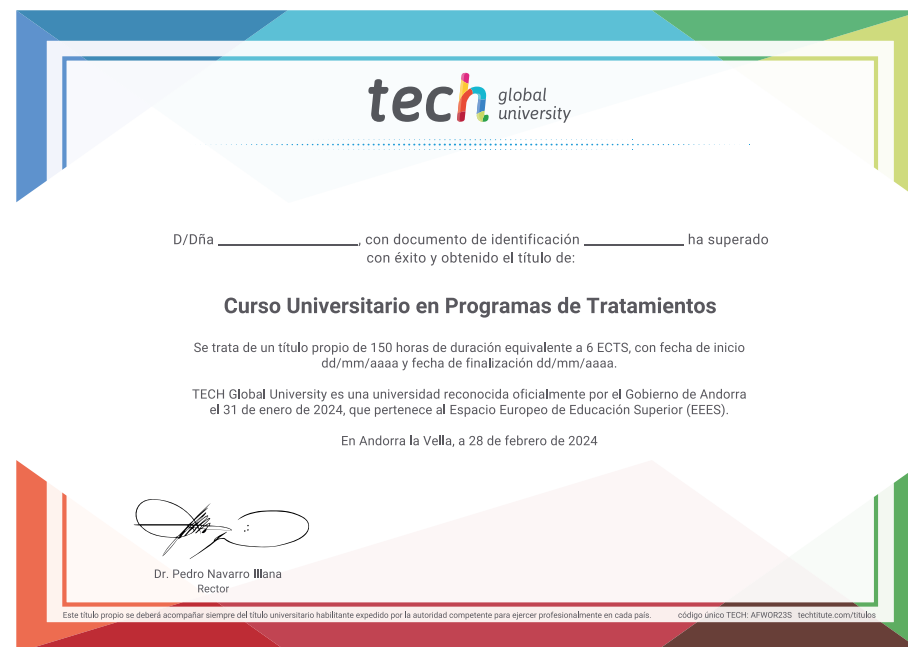 tech global university
D/Dña ____________________, con documento de identificación ______________ ha superado
con éxito y obtenido el título de:
Curso Universitario en Programas de Tratamientos
Se trata de un título propio de 150 horas de duración equivalente a 6 ECTS, con fecha de inicio
dd/mm/aaaa y fecha de finalización dd/mm/aaaa.
TECH Global University es una universidad reconocida oficialmente por el Gobierno de Andorra
el 31 de enero de 2024, que pertenece al Espacio Europeo de Educación Superior (EEES).
En Andorra la Vella, a 28 de febrero de 2024
Dr. Pedro Navarro Illana
Rector
Este título propio se deberá acompañar siempre del título universitario habilitante expedido por la autoridad competente para ejercer profesionalmente en cada país. código único TECH: AFWOR23S techtitute.com/titulos